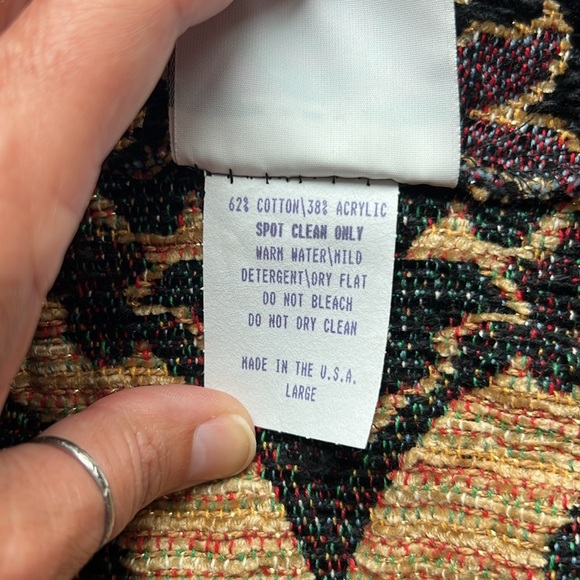 62% COTTON\38% ACRYLIC
SPOT CLEAN ONLY
WARM WATER\MILD
DETERGENT\DRY FLAT
DO NOT BLEACH
DO NOT DRY CLEAN
MADE IN THE U.S.A.
LARGE